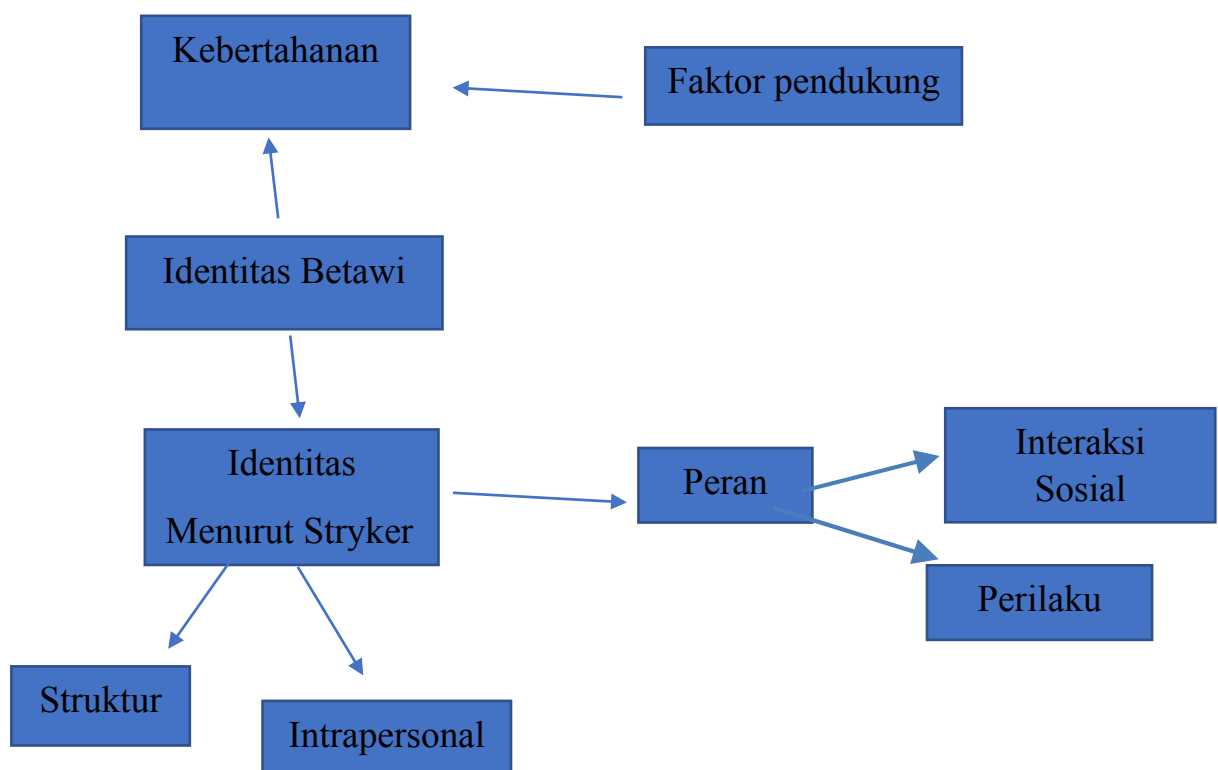 Kebertahanan
Faktor pendukung
Identitas Betawi
Identitas
Menurut Stryker
Peran
Interaksi
Sosial
Perilaku
Struktur
Intrapersonal